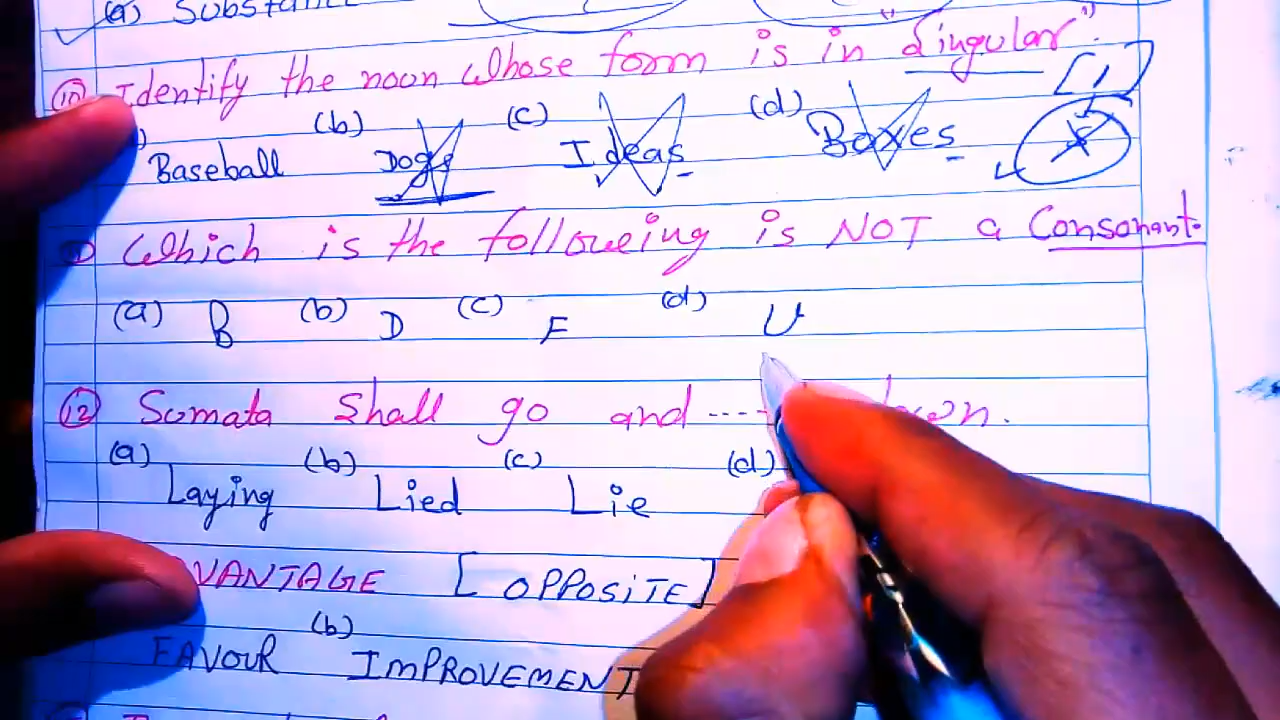 (a) Substance
(10) Identify the noun whose form is in "Singular".
Baseball (b) Dogs (c) Ideas (d) Boxes
Which is the following is NOT a Consonant.
(a) B (b) D (c) F (d) U
(12) Sumata Shall go and ----
(a) Laying (b) Lied (c) Lie (d)
VANTAGE [OPPOSITE]
FAVOUR (b) IMPROVEMENT